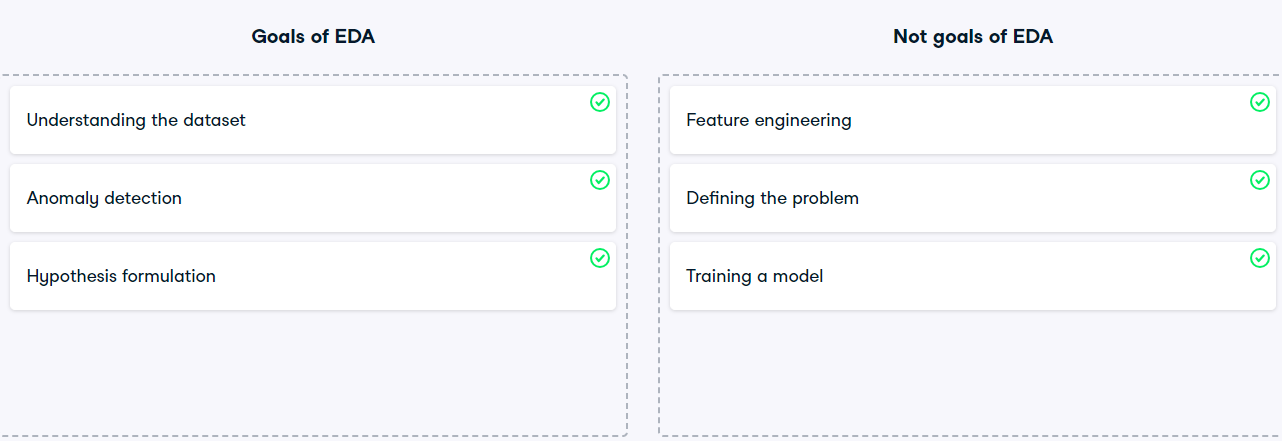 Goals of EDA
Understanding the dataset
Anomaly detection
Hypothesis formulation
Not goals of EDA
Feature engineering
Defining the problem
Training a model